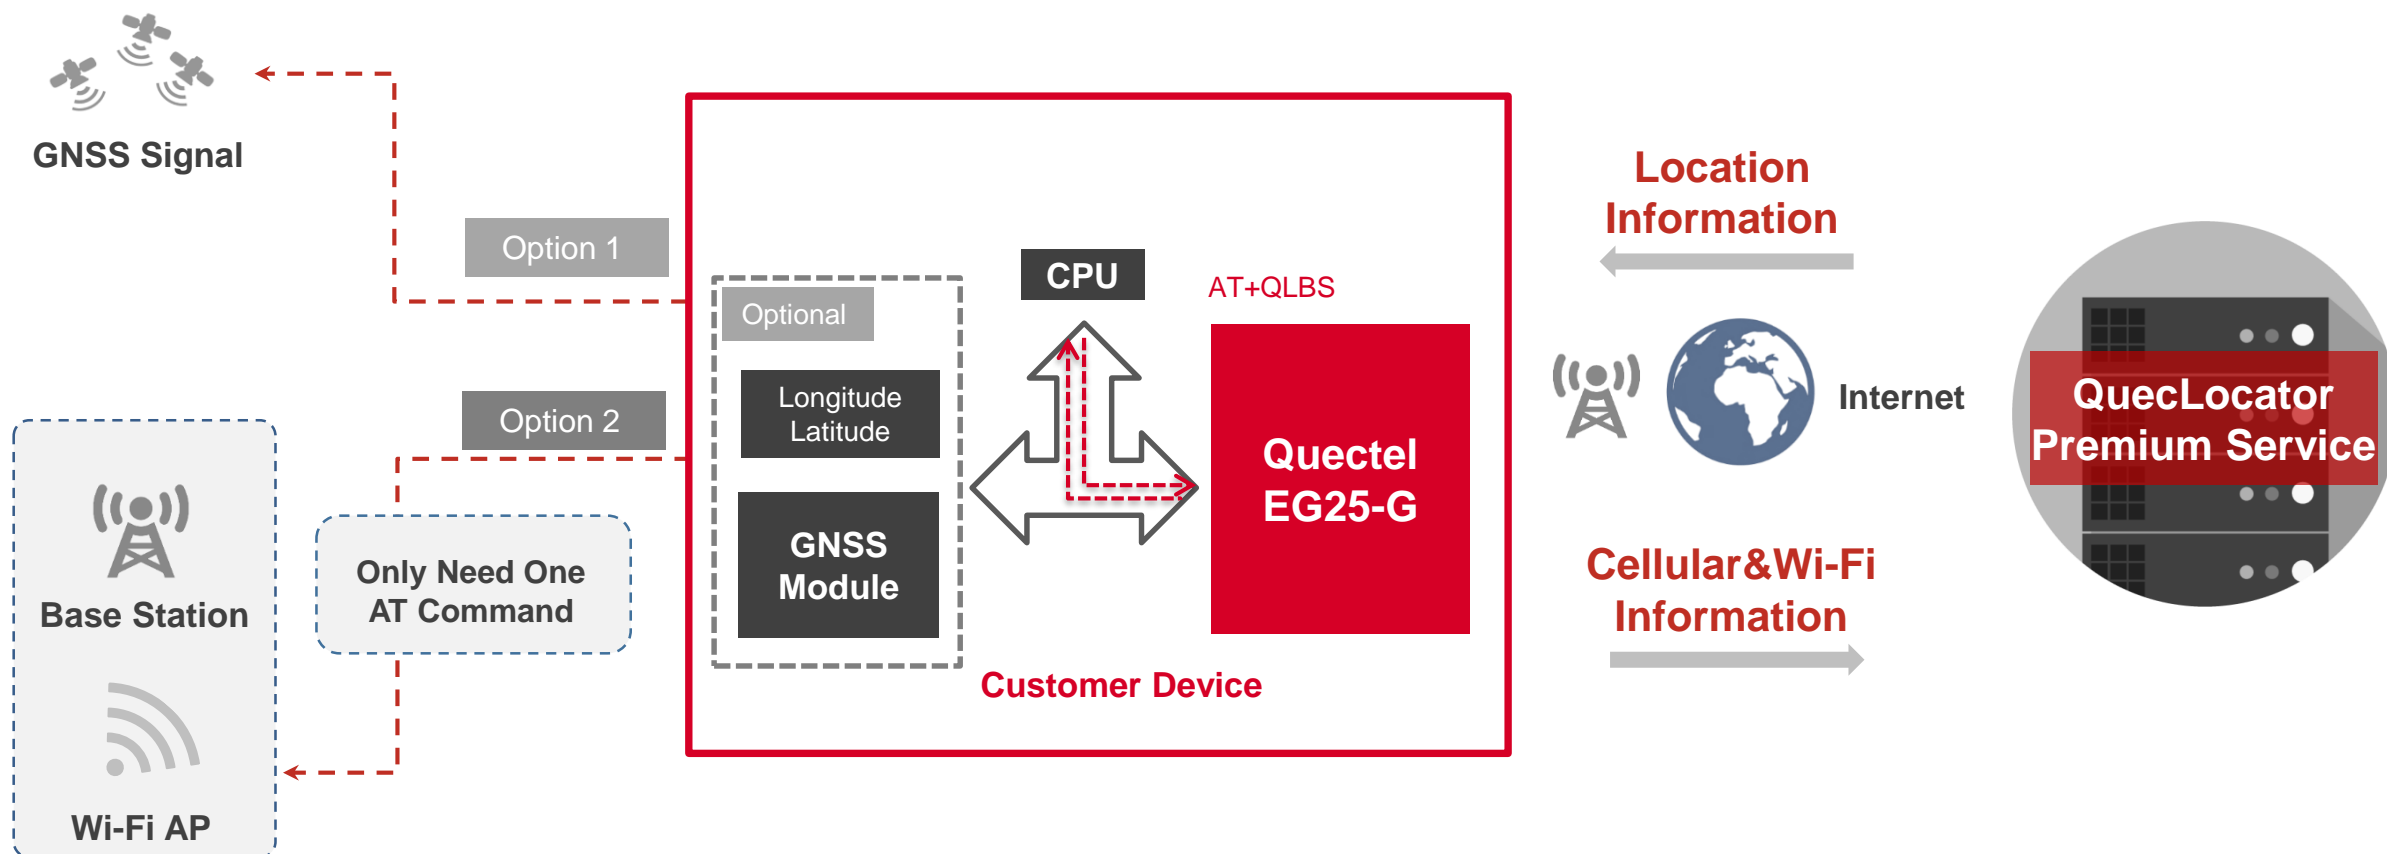 GNSS Signal
Option 1
Option 2
Base Station
Wi-Fi AP
Only Need One
AT Command
Optional
Longitude
Latitude
GNSS
Module
CPU
AT+QLBS
Quectel
EG25-G
Customer Device
Location
Information
Internet
Cellular&Wi-Fi
Information
QuecLocator
Premium Service